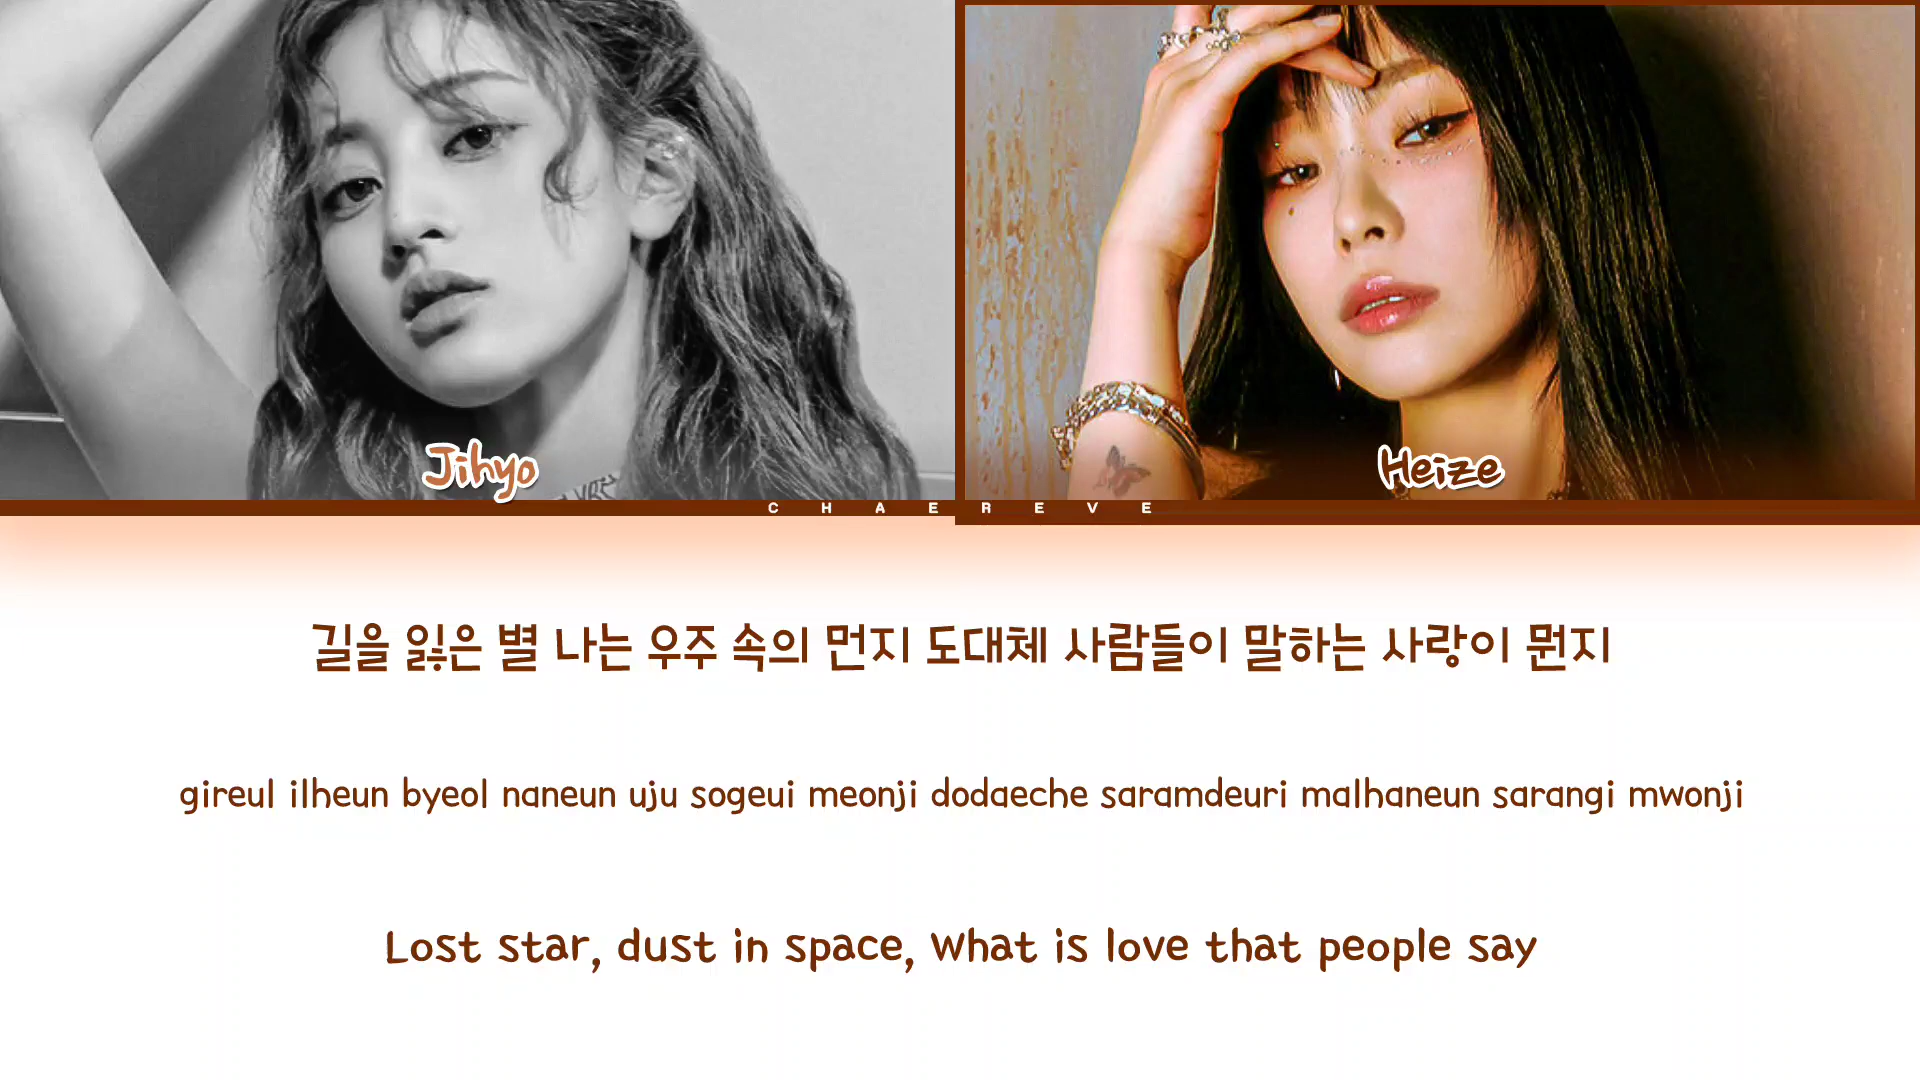 Jihyo
Heize
CHAEREVE
길을 잃은 별 나는 우주 속의 먼지 도대체 사람들이 말하는 사랑이 뭔지
gireul ilheun byeol naneun uju sogeui meonji dodaeche saramdeuri malhaneun sarangi mwonji
Lost star, dust in space, What is love that people say